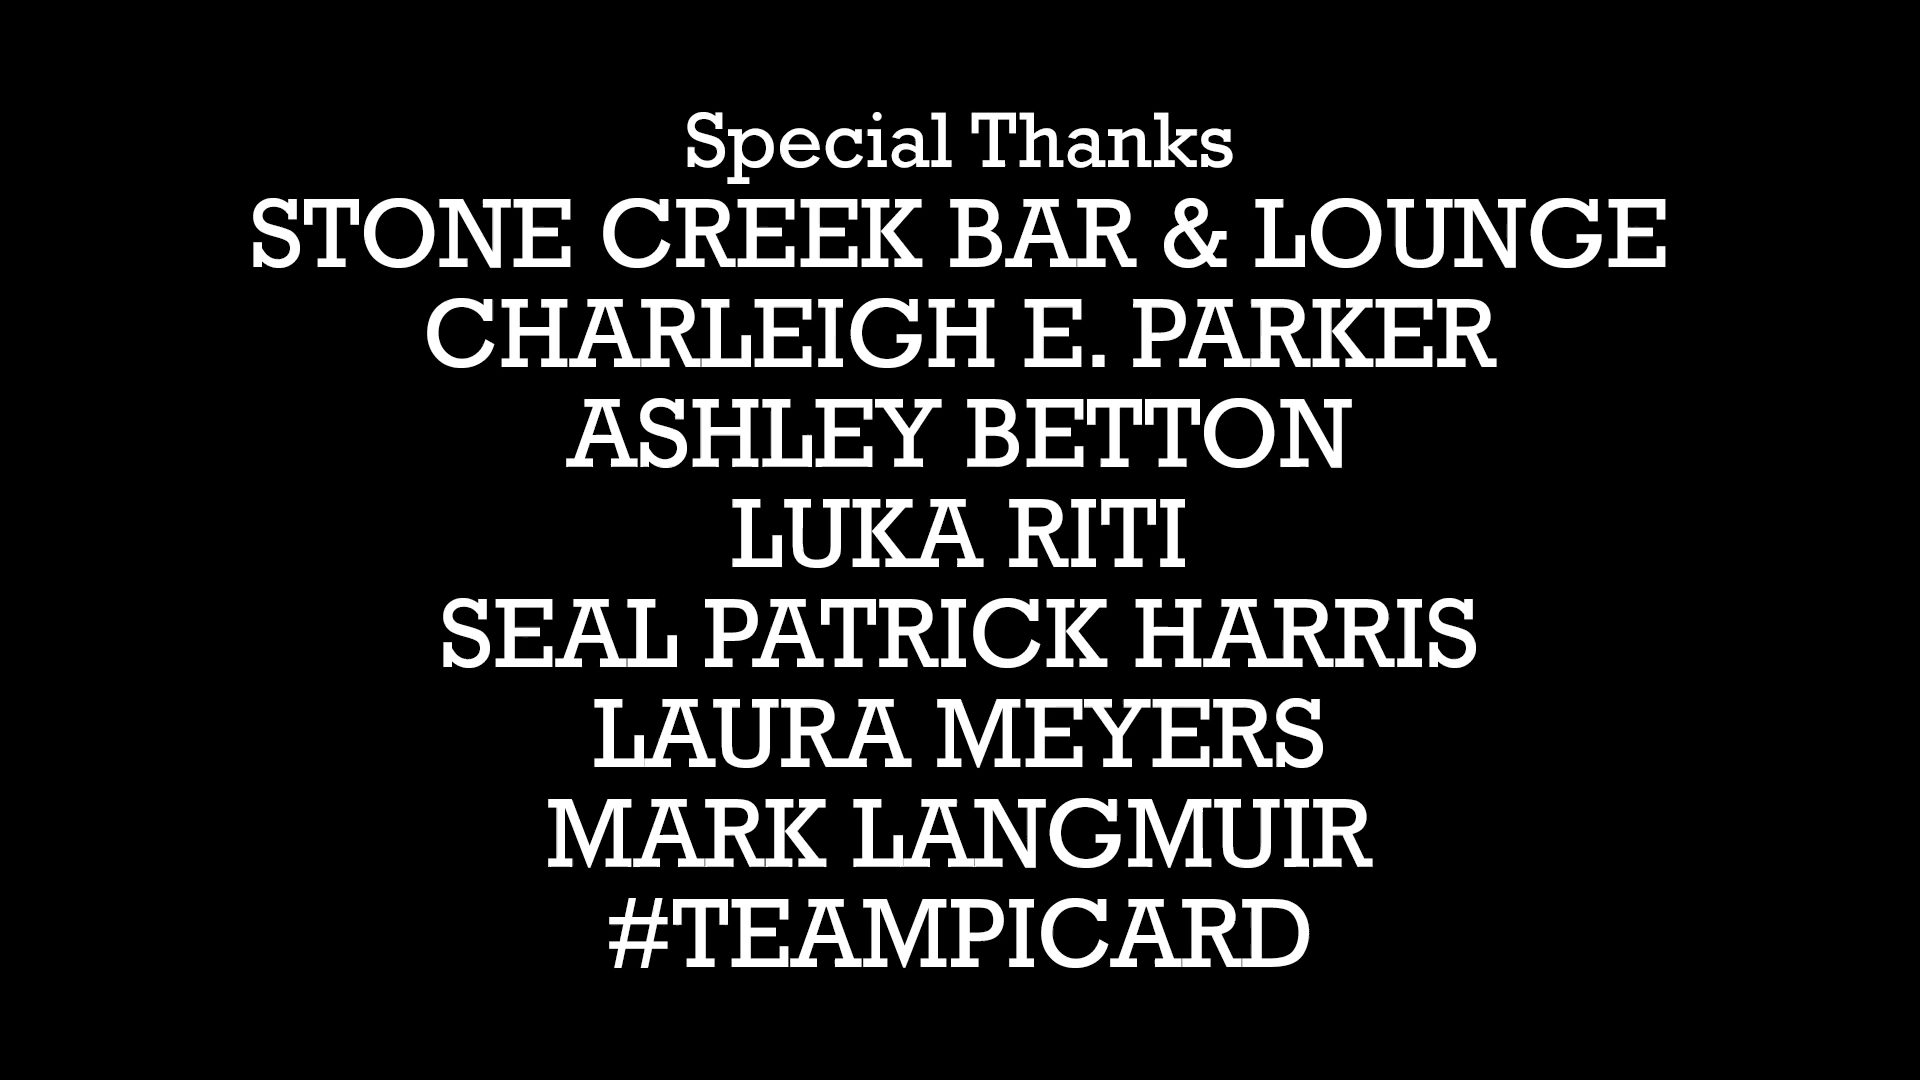 Special Thanks
STONE CREEK BAR & LOUNGE
CHARLEIGH E. PARKER
ASHLEY BETTON
LUKA RITI
SEAL PATRICK HARRIS
LAURA MEYERS
MARK LANGMUIR
#TEAMPICARD